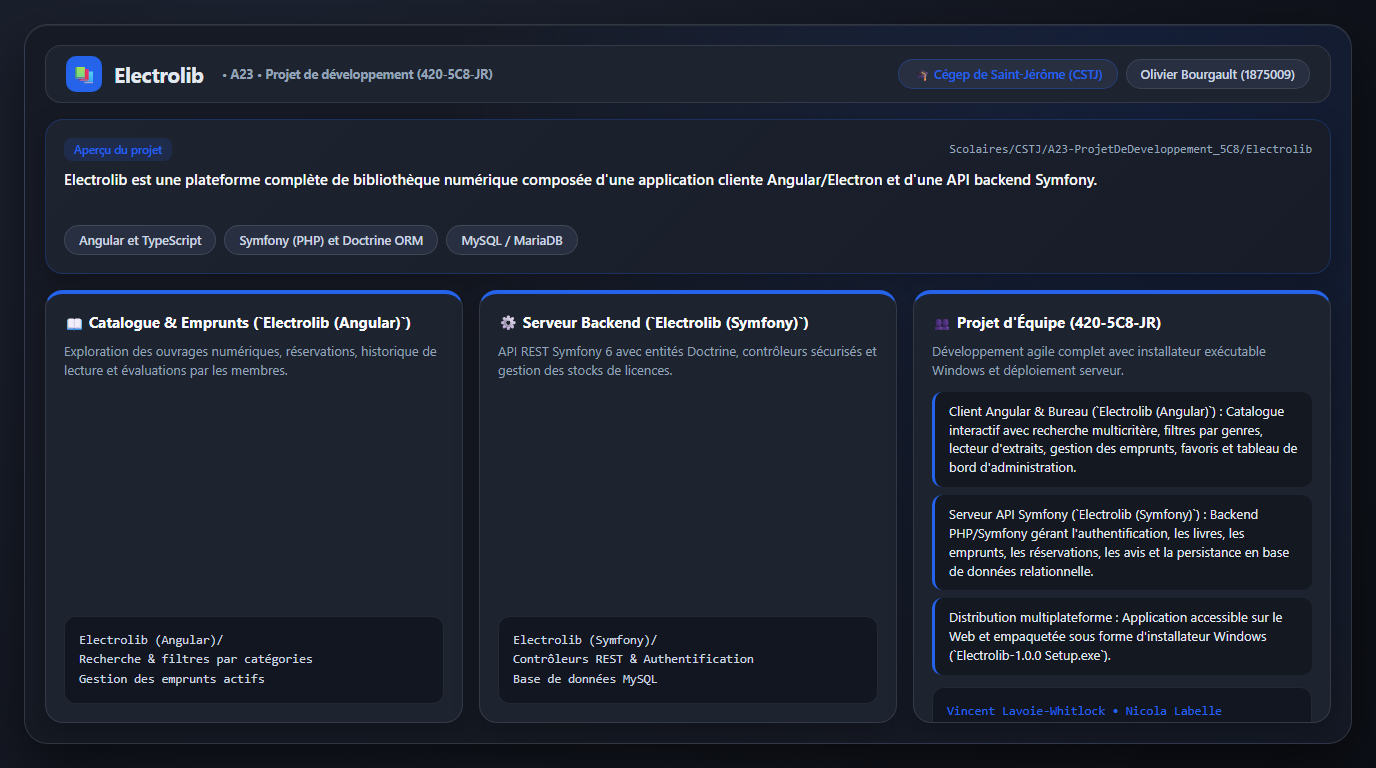 Electrolib • A23 • Projet de développement (420-5C8-JR)
Cégep de Saint-Jérôme (CSTJ)
Olivier Bourgault (1875009)
Aperçu du projet
Scolaires/CSTJ/A23-ProjetDeDeveloppement_5C8/Electrolib
Electrolib est une plateforme complète de bibliothèque numérique composée d'une application cliente Angular/Electron et d'une API backend Symfony.
Angular et TypeScript
Symfony (PHP) et Doctrine ORM
MySQL / MariaDB
Catalogue & Emprunts (`Electrolib (Angular)`)
Exploration des ouvrages numériques, réservations, historique de
lecture et évaluations par les membres.
Electrolib (Angular)/
Recherche & filtres par catégories
Gestion des emprunts actifs
Serveur Backend (`Electrolib (Symfony)`)
API REST Symfony 6 avec entités Doctrine, contrôleurs sécurisés et
gestion des stocks de licences.
Electrolib (Symfony)/
Contrôleurs REST & Authentification
Base de données MySQL
Projet d'Équipe (420-5C8-JR)
Développement agile complet avec installateur exécutable
Windows et déploiement serveur.
Client Angular & Bureau (`Electrolib (Angular)`) : Catalogue
interactif avec recherche multicritère, filtres par genres,
lecteur d'extraits, gestion des emprunts, favoris et tableau de
bord d'administration.
Serveur API Symfony (`Electrolib (Symfony)`) : Backend
PHP/Symfony gérant l'authentification, les livres, les
emprunts, les réservations, les avis et la persistance en base
de données relationnelle.
Distribution multiplateforme : Application accessible sur le
Web et empaquetée sous forme d'installateur Windows
(`Electrolib-1.0.0 Setup.exe`).
Vincent Lavoie-Whitlock • Nicola Labelle